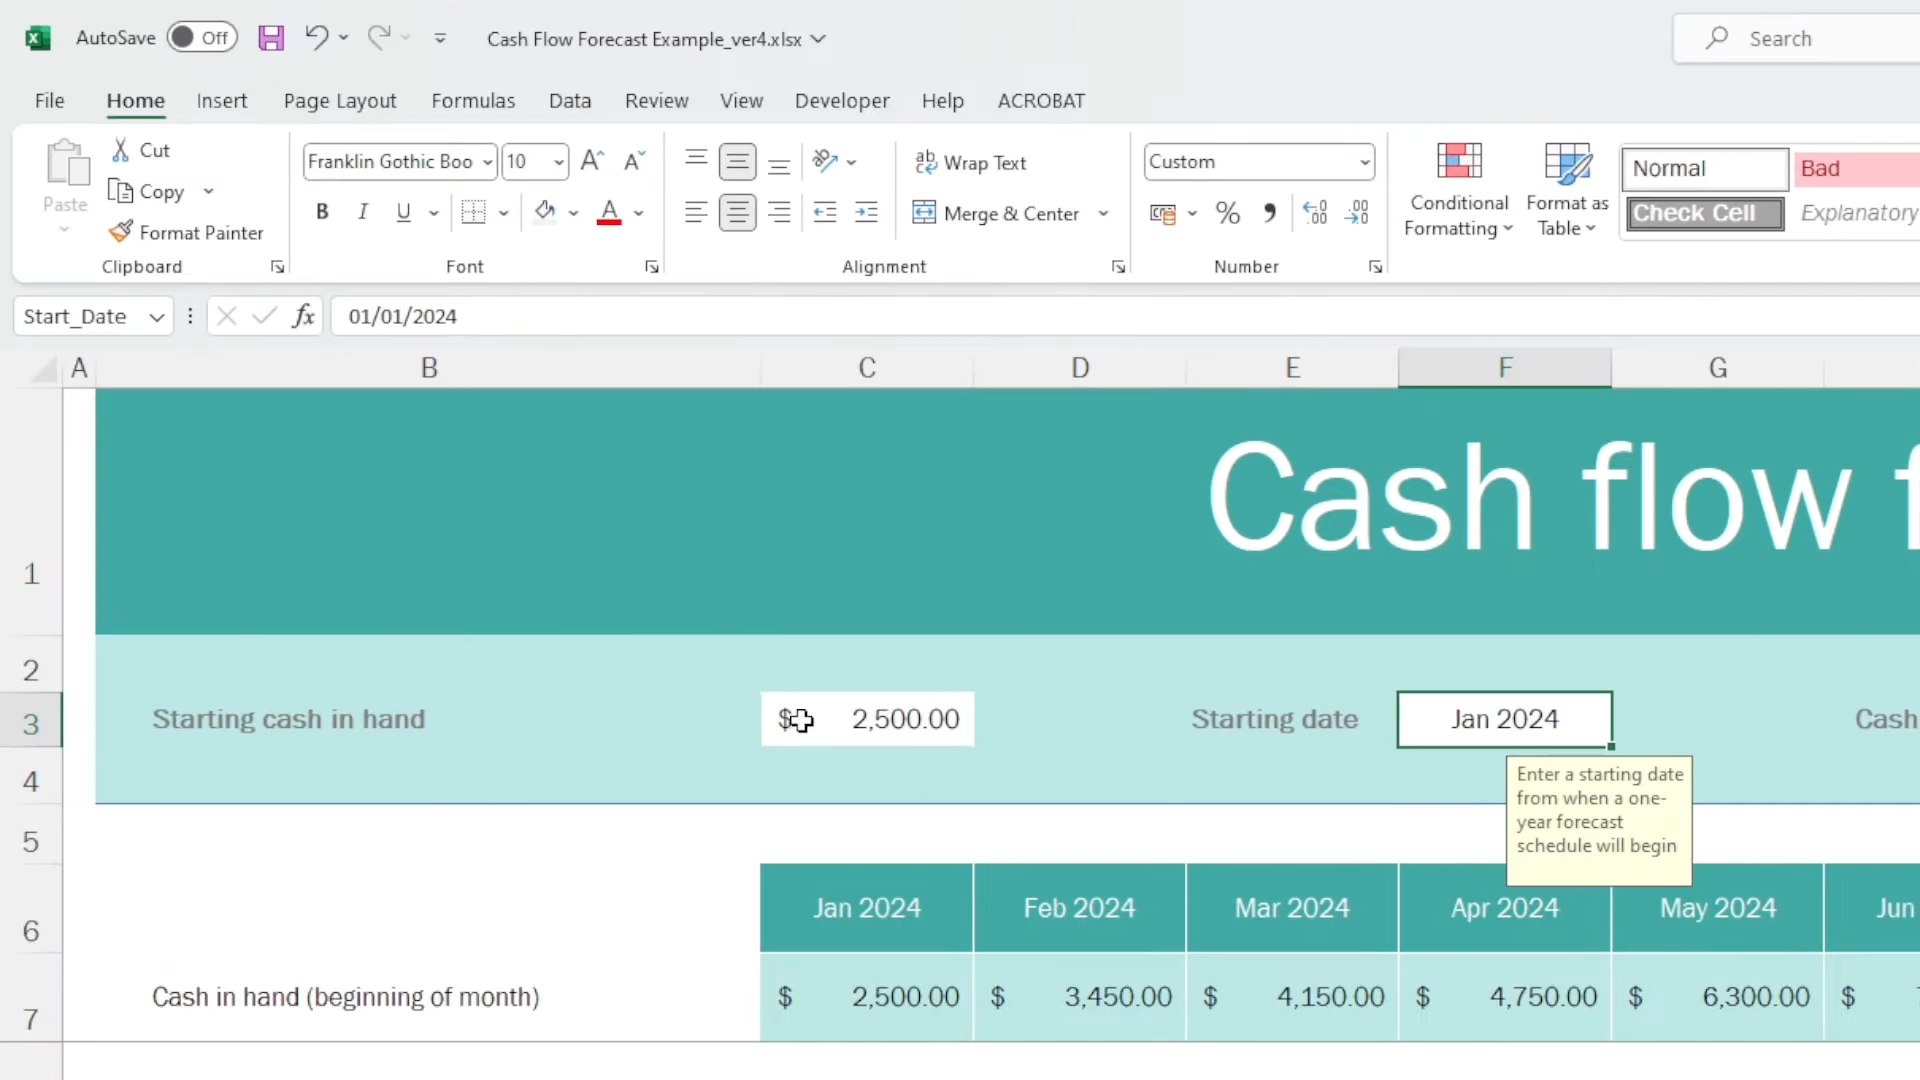 AutoSave Off Cash Flow Forecast Example_ver4.xlsx Search
File Home Insert Page Layout Formulas Data Review View Developer Help ACROBAT
Paste
Cut
Copy
Format Painter
Clipboard
Franklin Gothic Boo 10
B I U
Font
Wrap Text
Merge & Center
Alignment
Custom
Number
Conditional
Formatting
Format as
Table
Normal Bad
Check Cell Explanatory
Start_Date fx 01/01/2024
A B C D E F G
1 Cash flow
2
3 Starting cash in hand $ 2,500.00 Starting date Jan 2024 Cash
Enter a starting date
from when a one-
year forecast
schedule will begin
4
5
6 Jan 2024 Feb 2024 Mar 2024 Apr 2024 May 2024 Jun
7 Cash in hand (beginning of month) $ 2,500.00 $ 3,450.00 $ 4,150.00 $ 4,750.00 $ 6,300.00 $